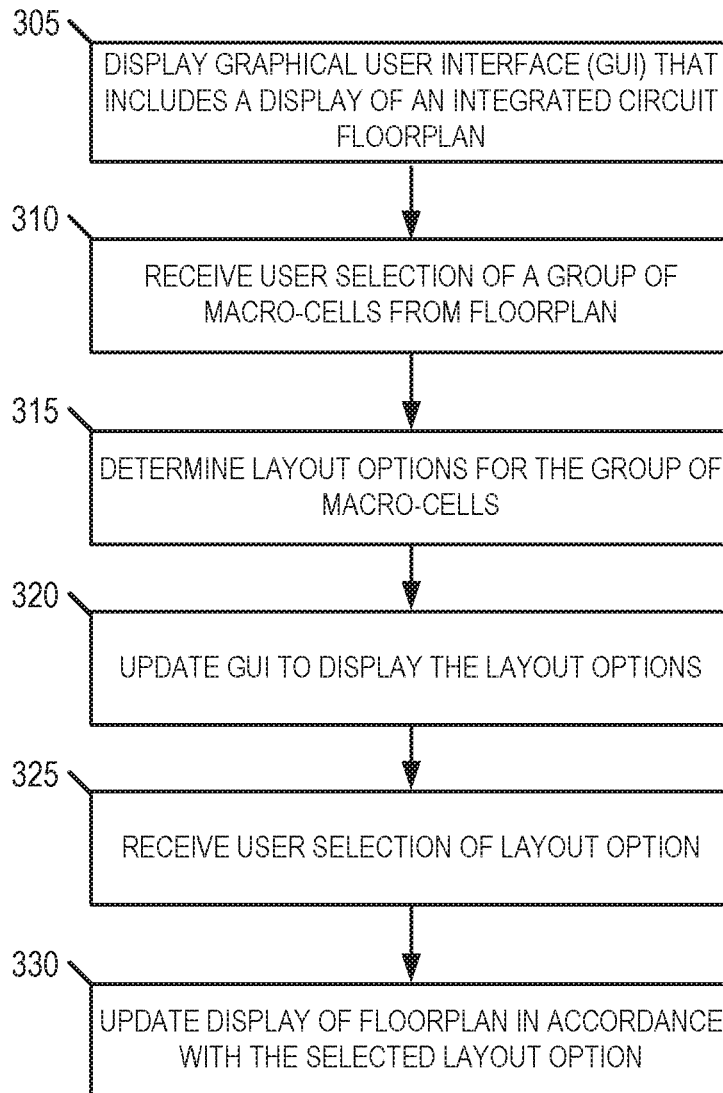 305
DISPLAY GRAPHICAL USER INTERFACE (GUI) THAT
INCLUDES A DISPLAY OF AN INTEGRATED CIRCUIT
FLOORPLAN
310
RECEIVE USER SELECTION OF A GROUP OF
MACRO-CELLS FROM FLOORPLAN
315
DETERMINE LAYOUT OPTIONS FOR THE GROUP OF
MACRO-CELLS
320
UPDATE GUI TO DISPLAY THE LAYOUT OPTIONS
325
RECEIVE USER SELECTION OF LAYOUT OPTION
330
UPDATE DISPLAY OF FLOORPLAN IN ACCORDANCE
WITH THE SELECTED LAYOUT OPTION